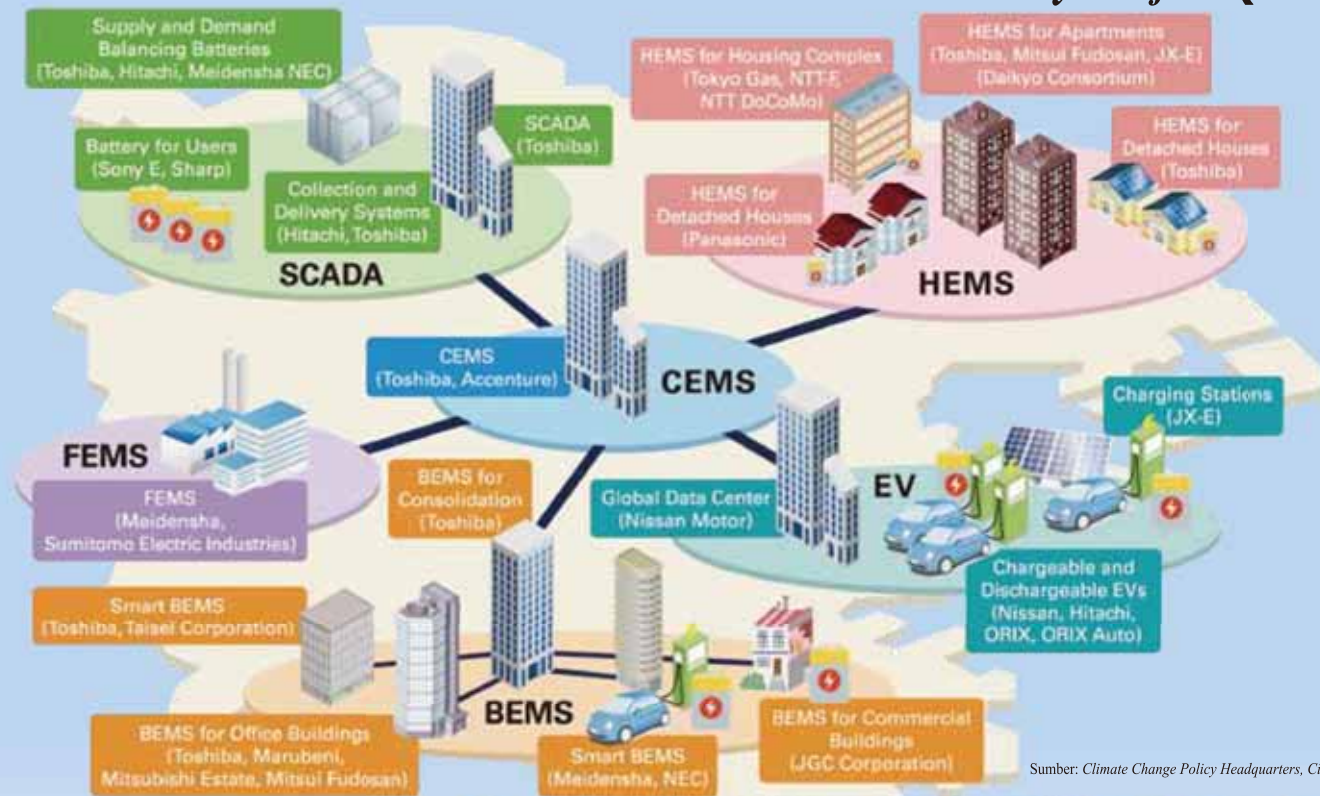 Supply and Demand
Balancing Batteries
(Toshiba, Hitachi, Meidensha NEC)
Battery for Users
(Sony E, Sharp)
Collection and
Delivery Systems
(Hitachi, Toshiba)
SCADA
(Toshiba)
SCADA
HEMS for Housing Complex
(Tokyo Gas, NTT-F,
NTT DoCoMo)
HEMS for Apartments
(Toshiba, Mitsui Fudosan, JX-E)
(Daikyo Consortium)
HEMS for
Detached Houses
(Toshiba)
HEMS for
Detached Houses
(Panasonic)
HEMS
CEMS
(Toshiba, Accenture)
CEMS
FEMS
FEMS
(Meidensha,
Sumitomo Electric Industries)
BEMS for
Consolidation
(Toshiba)
Global Data Center
(Nissan Motor)
EV
Charging Stations
(JX-E)
Chargeable and
Dischargeable EVs
(Nissan, Hitachi,
ORIX, ORIX Auto)
Smart BEMS
(Toshiba, Taisei Corporation)
BEMS
BEMS for Office Buildings
(Toshiba, Marubeni,
Mitsubishi Estate, Mitsui Fudosan)
Smart BEMS
(Meidensha, NEC)
BEMS for Commercial
Buildings
(JGC Corporation)
Sumber: Climate Change Policy Headquarters, Ci